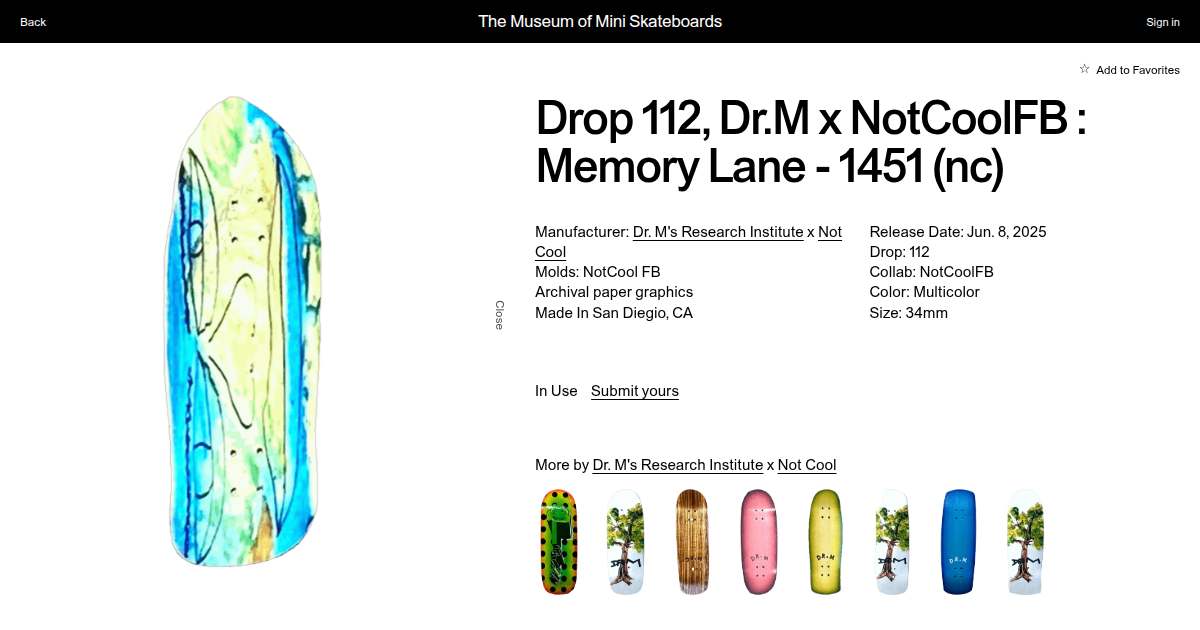 Back
The Museum of Mini Skateboards
Sign in
☆ Add to Favorites
Drop 112, Dr.M x NotCoolFB :
Memory Lane - 1451 (nc)
Manufacturer: Dr. M's Research Institute x Not
Cool
Molds: NotCool FB
Archival paper graphics
Made In San Diegio, CA
Release Date: Jun. 8, 2025
Drop: 112
Collab: NotCoolFB
Color: Multicolor
Size: 34mm
Close
In Use Submit yours
More by Dr. M's Research Institute x Not Cool
DR.M
DR.M
DR.M